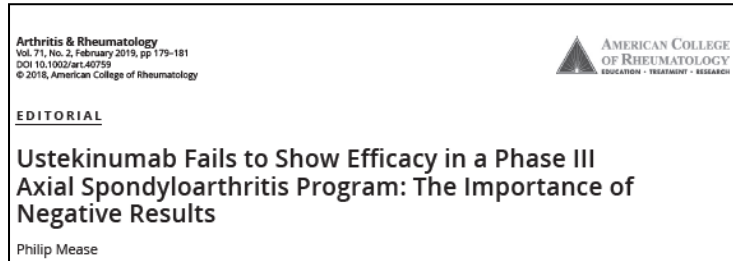 Arthritis & Rheumatology
Vol. 71, No. 2, February 2019, pp 179–181
DOI 10.1002/art.40759
© 2018, American College of Rheumatology
AMERICAN COLLEGE
OF RHEUMATOLOGY
EDUCATION • TREATMENT • RESEARCH
EDITORIAL
Ustekinumab Fails to Show Efficacy in a Phase III
Axial Spondyloarthritis Program: The Importance of
Negative Results
Philip Mease